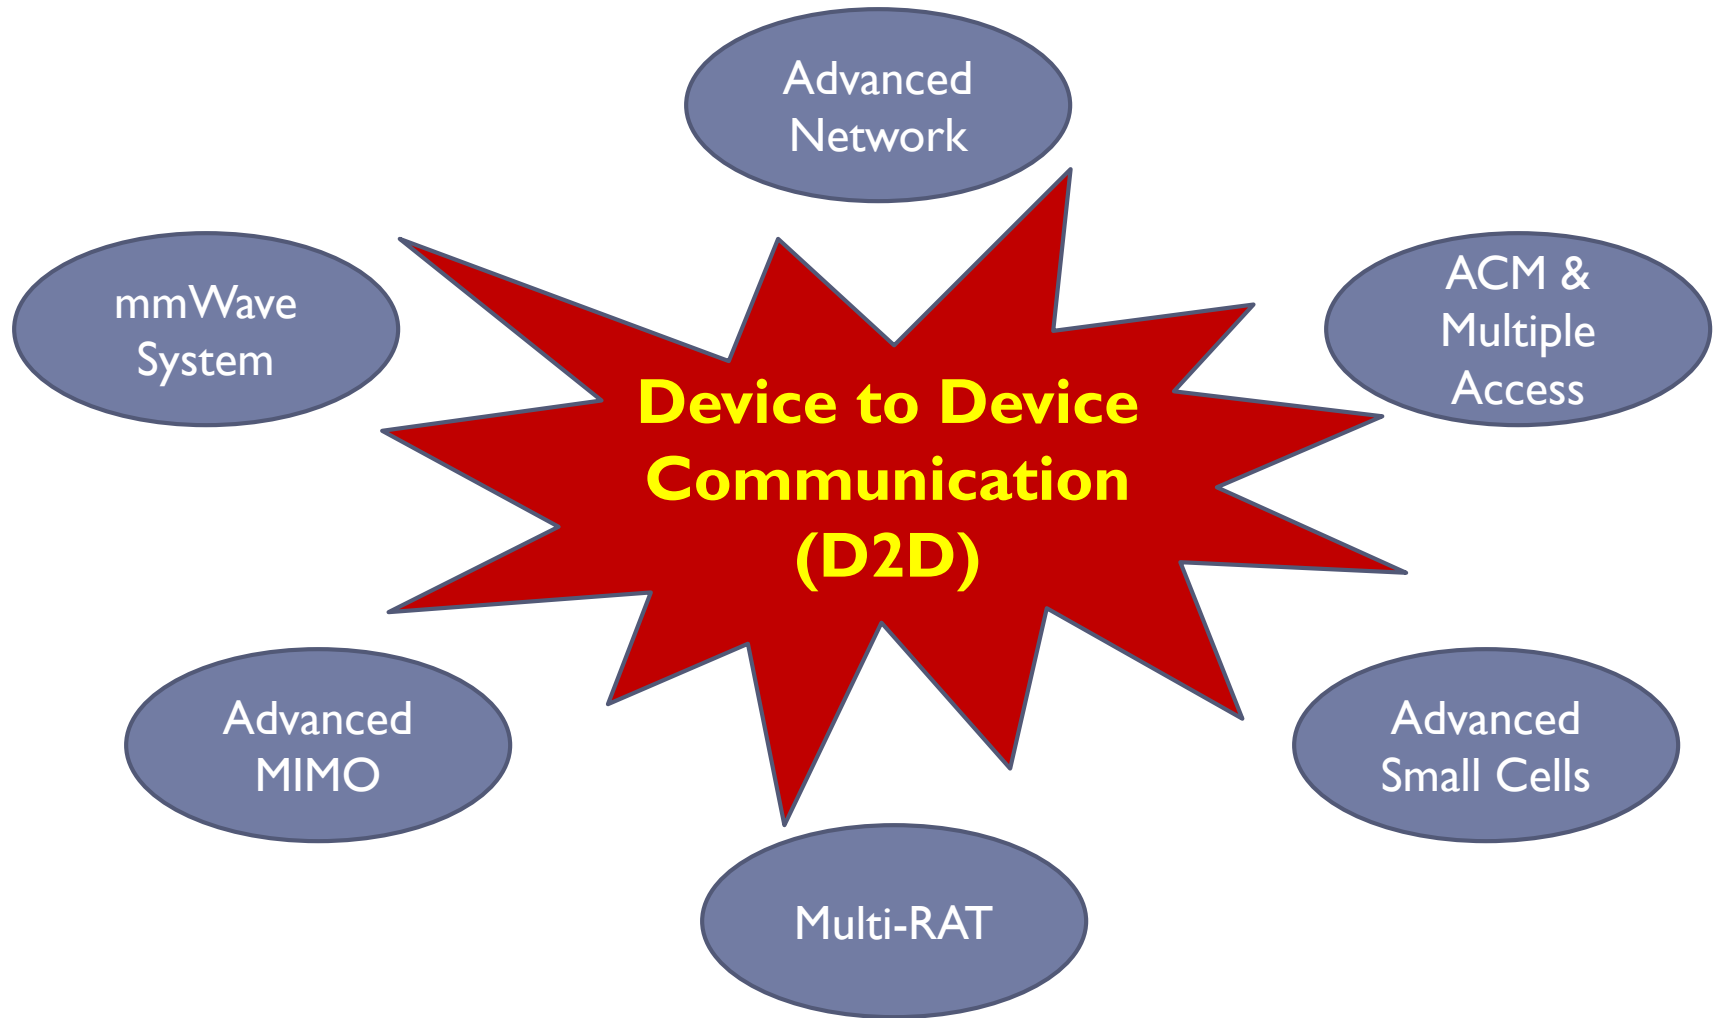 Advanced
Network
mmWave
System
ACM &
Multiple
Access
Device to Device
Communication
(D2D)
Advanced
MIMO
Advanced
Small Cells
Multi-RAT